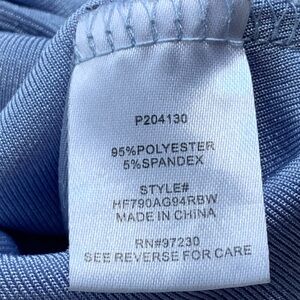 P204130
95%POLYESTER
5%SPANDEX
STYLE#
HF790AG94RBW
MADE IN CHINA
RN#97230
SEE REVERSE FOR CARE